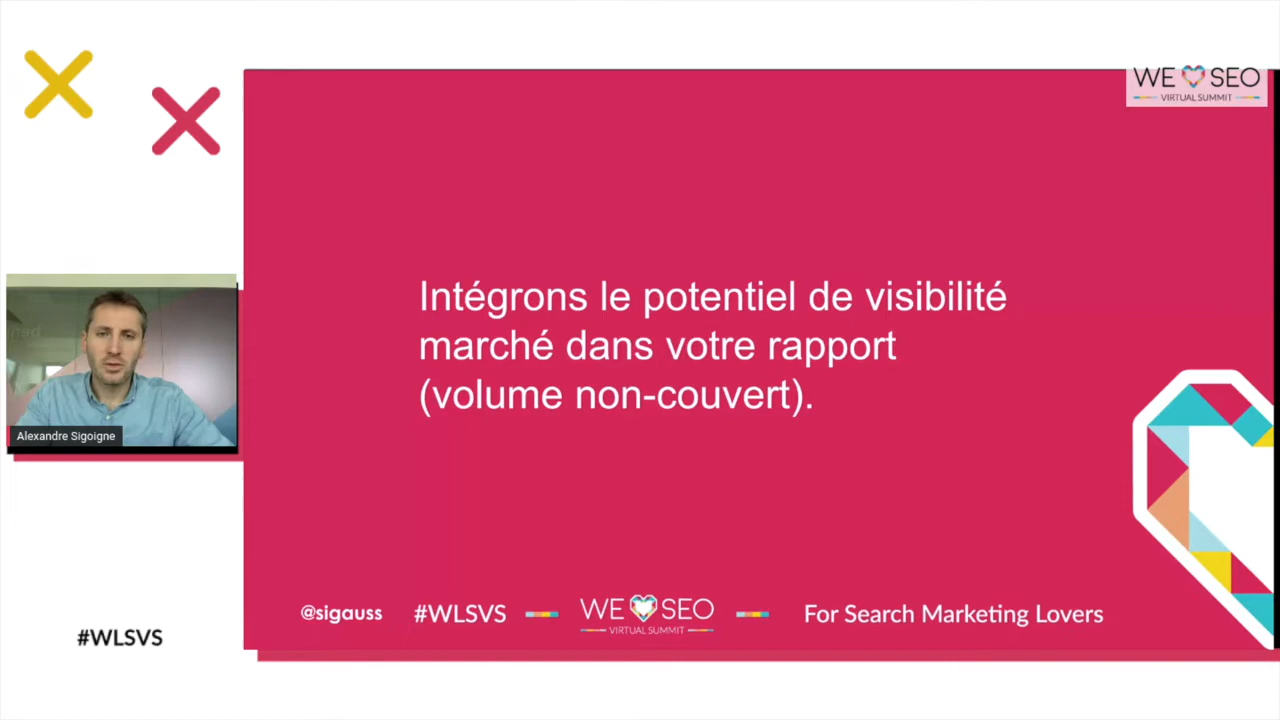 WE SEO
VIRTUAL SUMMIT
Intégrons le potentiel de visibilité
marché dans votre rapport
(volume non-couvert).
Alexandre Sigoigne
@sigauss #WLSVS WE SEO For Search Marketing Lovers
VIRTUAL SUMMIT
#WLSVS